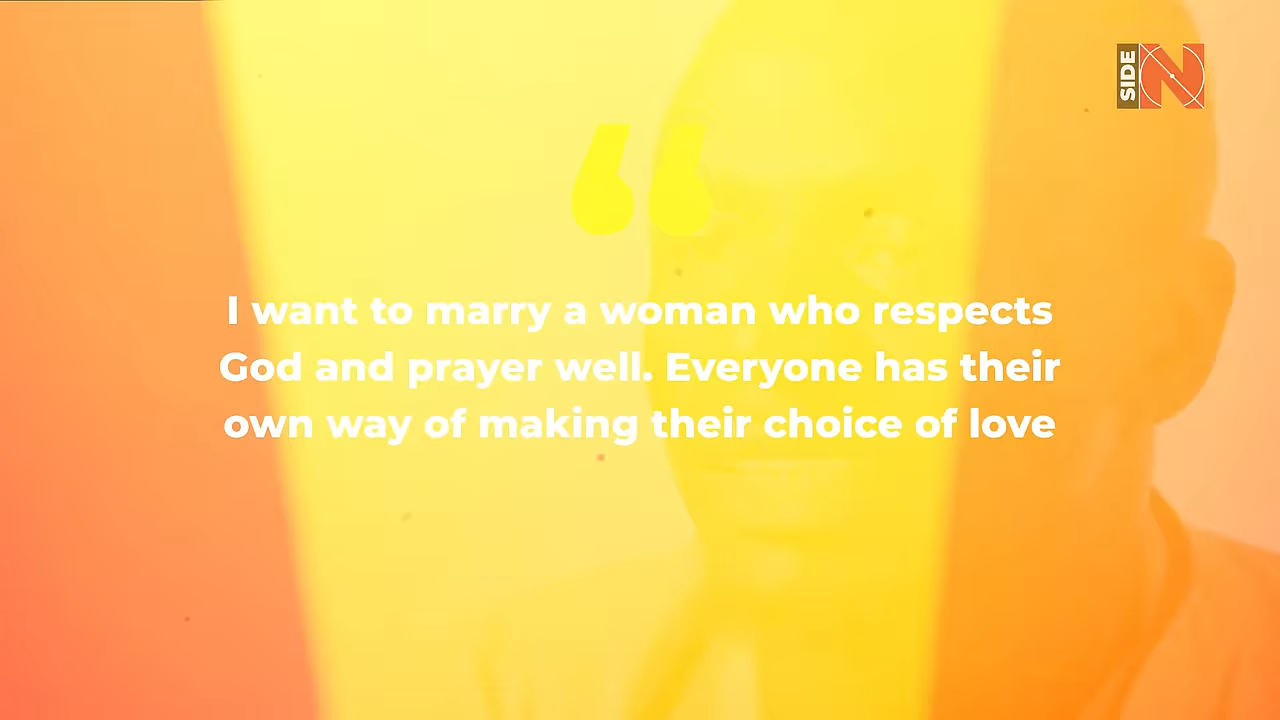 SIDE N
“
I want to marry a woman who respects
God and prayer well. Everyone has their
own way of making their choice of love